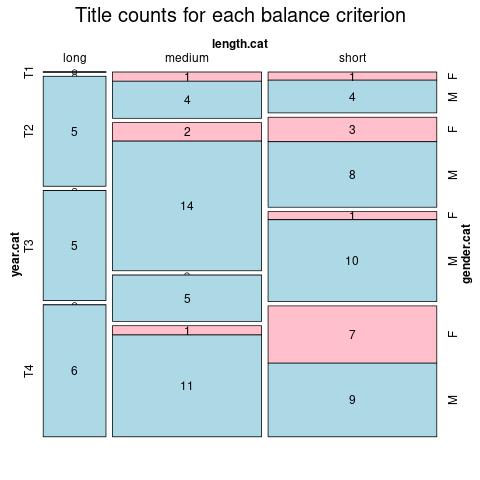 Title counts for each balance criterion
length.cat
long medium short
year.cat
gender.cat
T1 1 1 F
4 4 M
T2 5 2 3 F
14 8 M
T3 5 1 F
5 10 M
T4 6 1 7 F
11 9 M